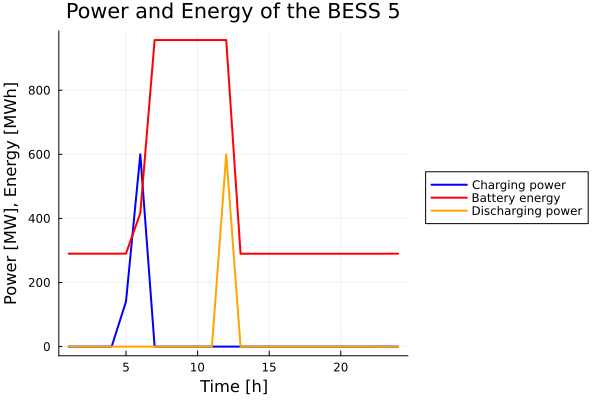 Power and Energy of the BESS 5
Power [MW], Energy [MWh]
800
600
400
200
0
5
10
15
20
Time [h]
Charging power
Battery energy
Discharging power